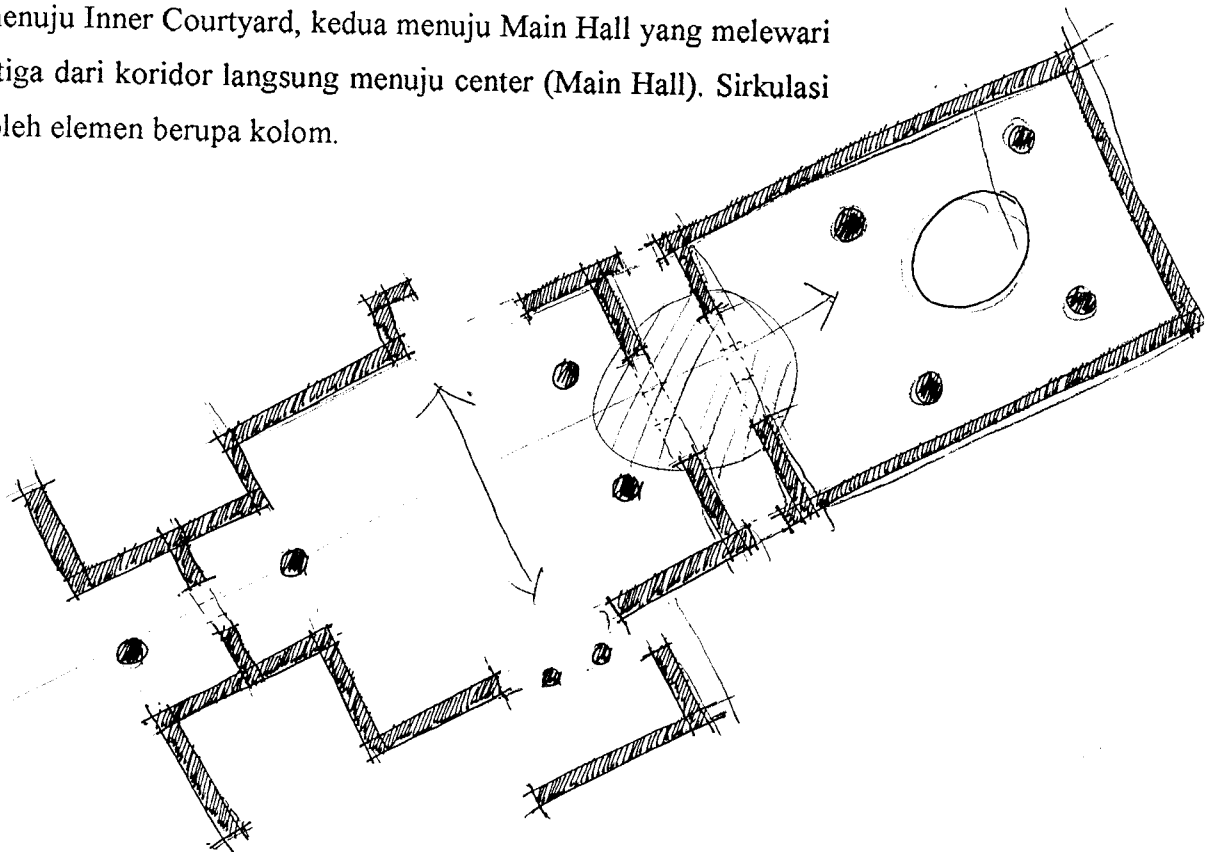 menuju Inner Courtyard, kedua menuju Main Hall yang melewari
tiga dari koridor langsung menuju center (Main Hall). Sirkulasi
oleh elemen berupa kolom.